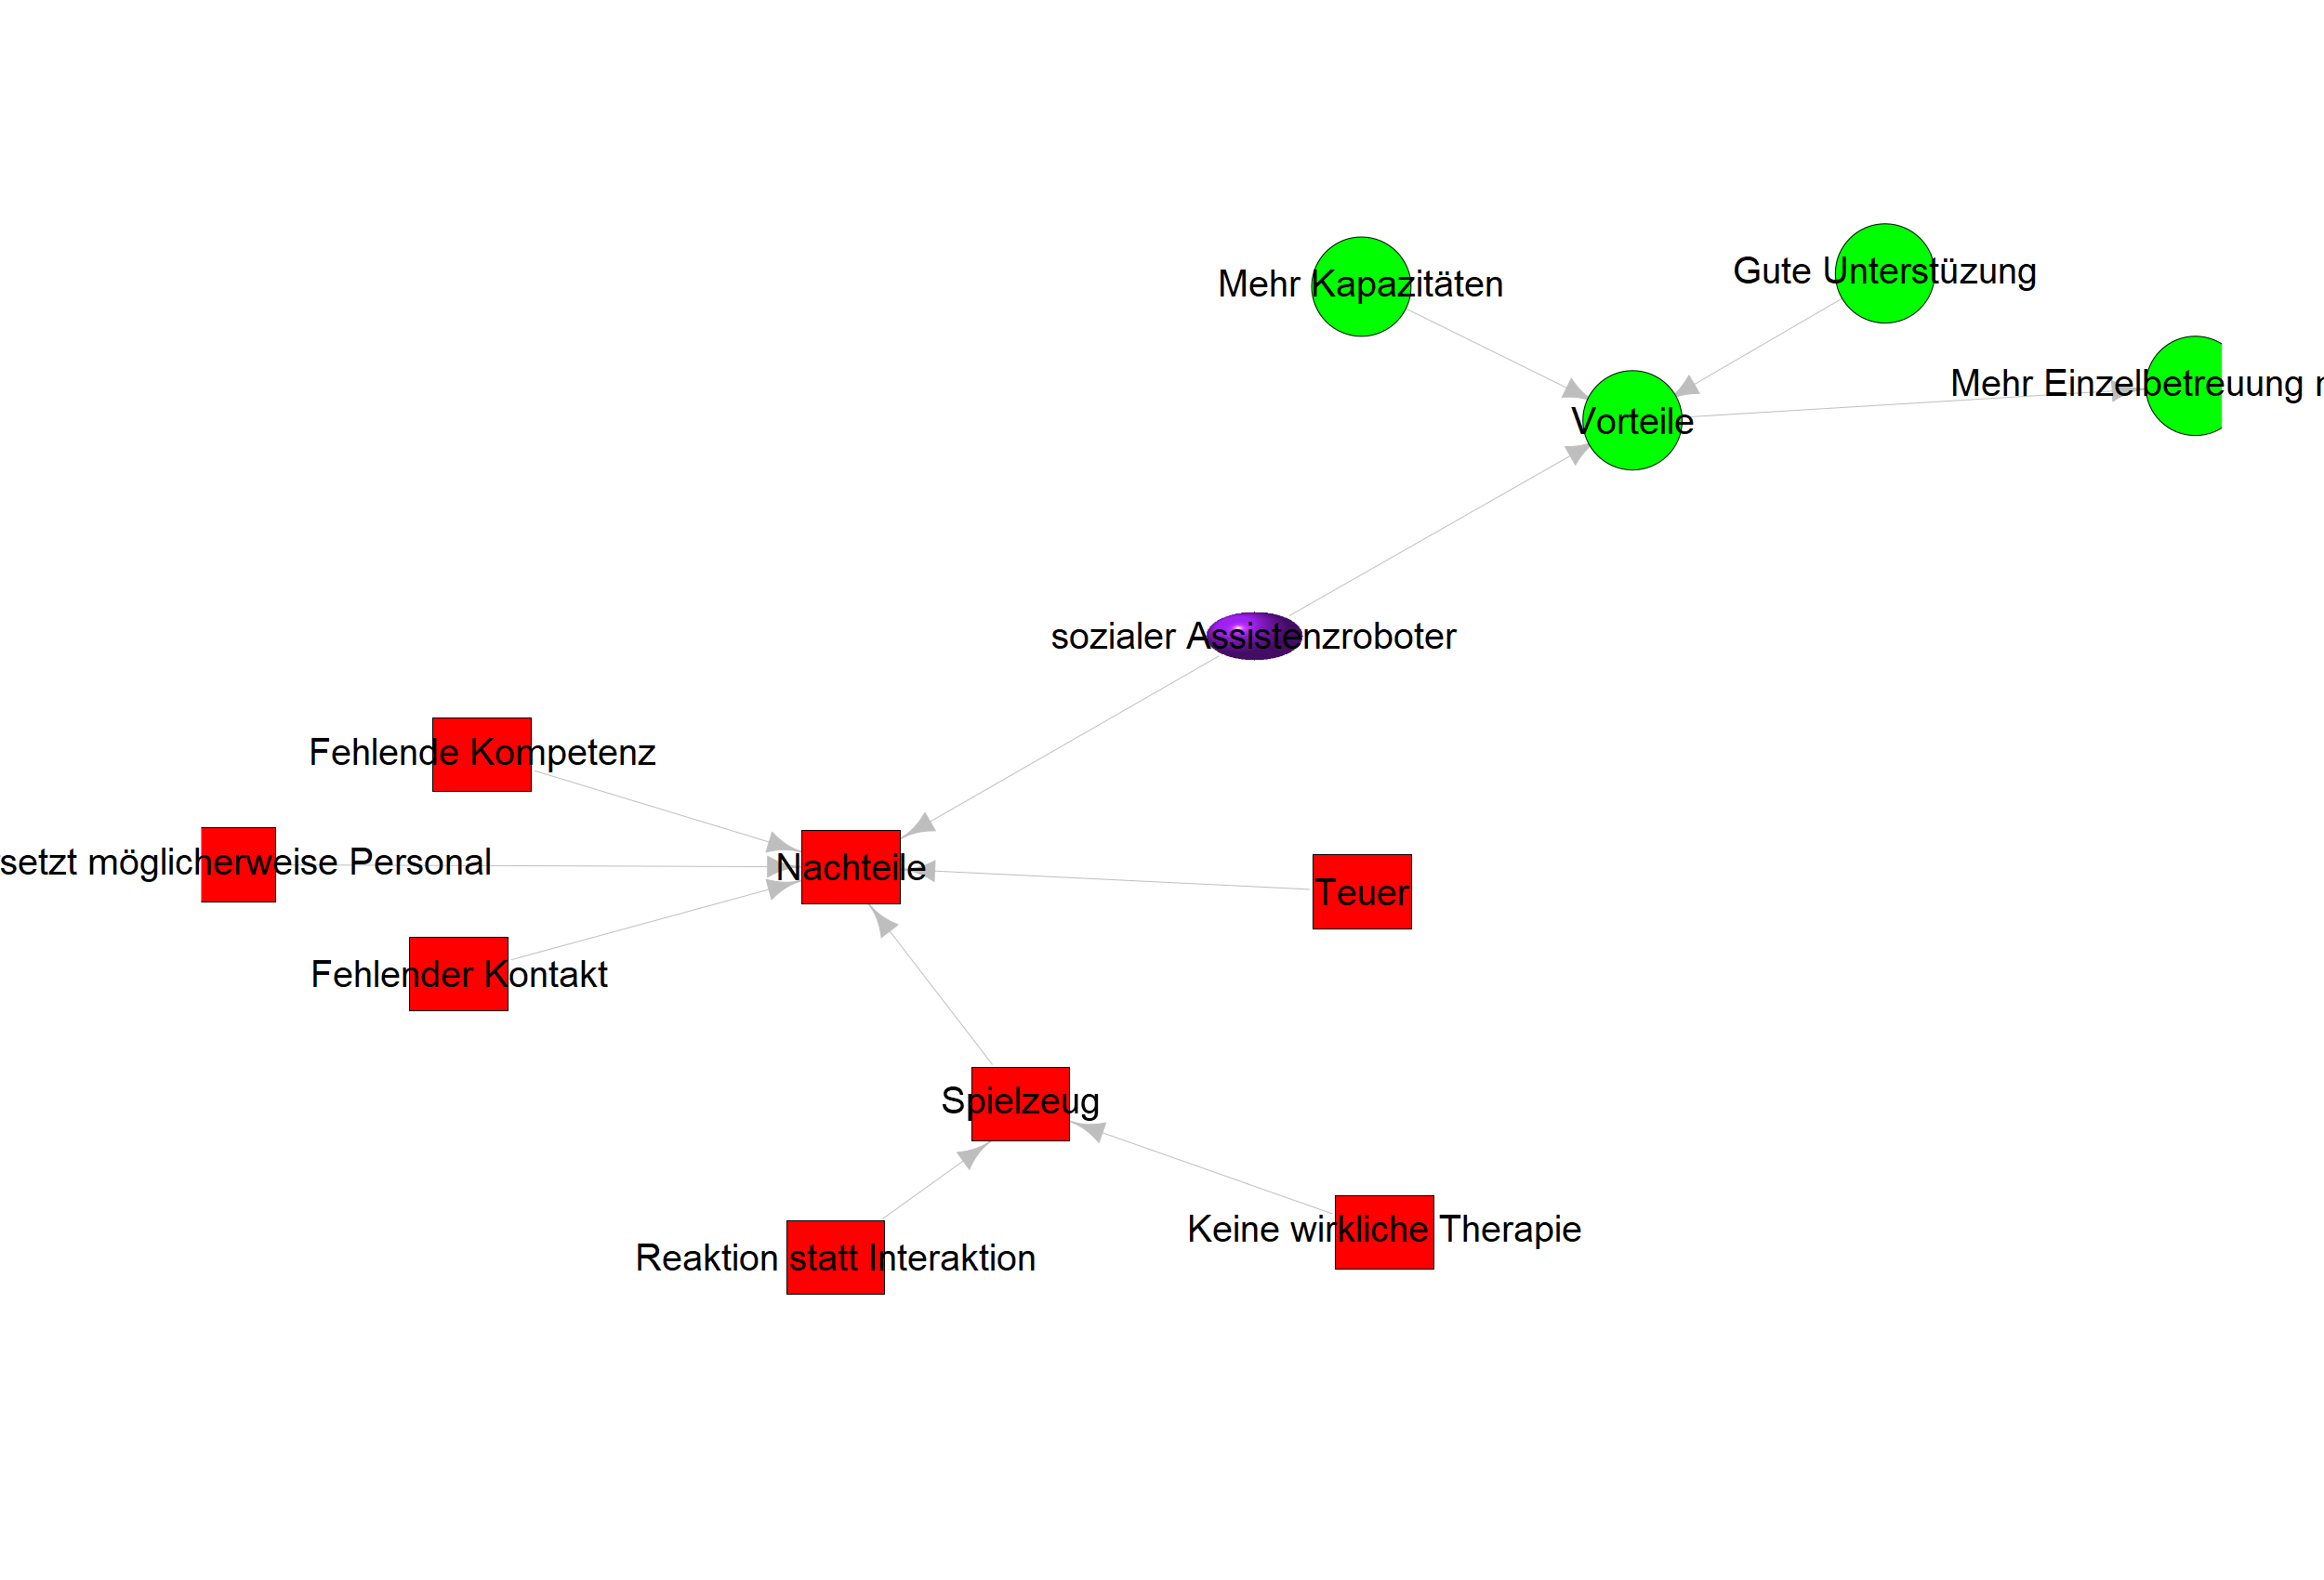 Gute Unterstüzung
Mehr Kapazitäten
Mehr Einzelbetreuung
Vorteile
sozialer Assistenzroboter
Fehlende Kompetenz
setzt möglicherweise Personal
Nachteile
Teuer
Fehlender Kontakt
Spielzeug
Keine wirkliche Therapie
Reaktion statt Interaktion